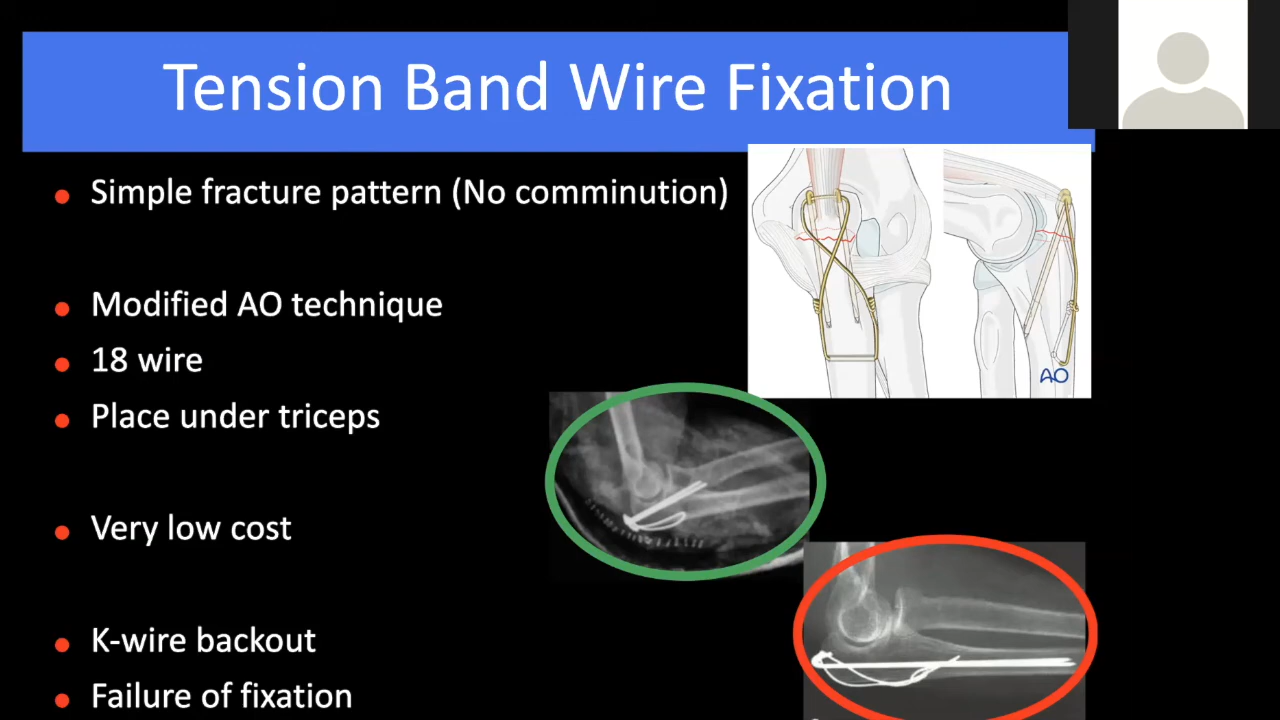 Tension Band Wire Fixation
Simple fracture pattern (No comminution)
Modified AO technique
18 wire
Place under triceps
Very low cost
K-wire backout
Failure of fixation
AO